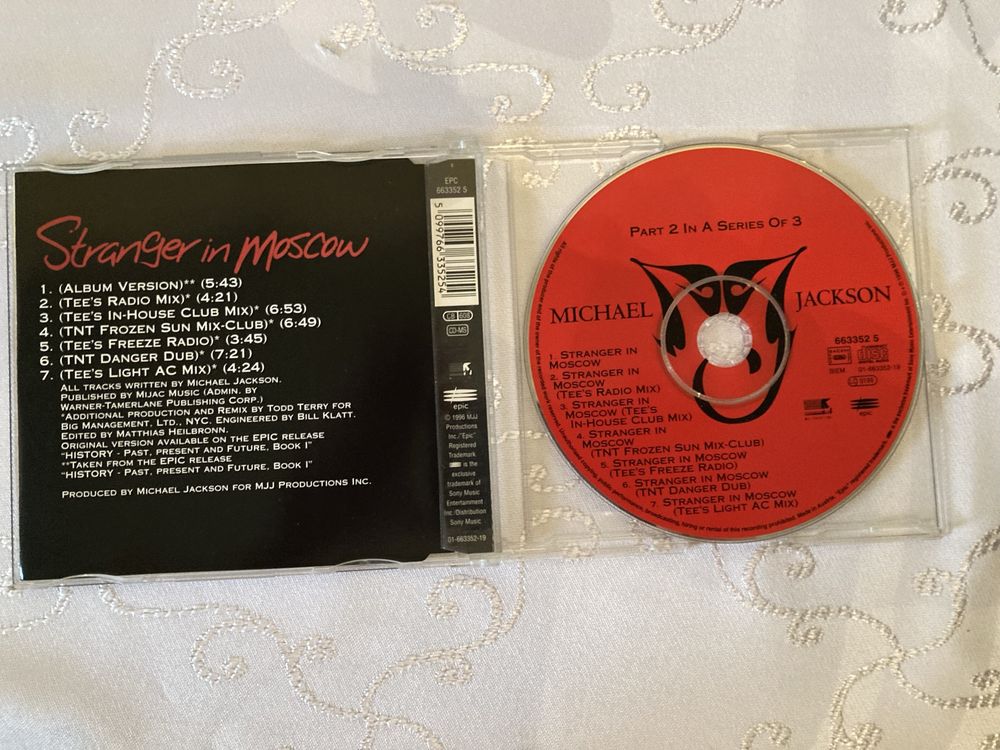 Stranger in Moscow
1. (Album Version)** (5:43)
2. (Tee's Radio Mix)* (4:21)
3. (Tee's In-House Club Mix)* (6:53)
4. (TNT Frozen Sun Mix-Club)* (6:49)
5. (Tee's Freeze Radio)* (3:45)
6. (TNT Danger Dub)* (7:21)
7. (Tee's Light AC Mix)* (4:24)
All tracks written by Michael Jackson.
Published by Mijac Music (Admin. by
Warner-Tamerlane Publishing Corp.)
*Additional production and Remix by Todd Terry for
Big Management, Ltd., NYC. Engineered by Bill Klatt.
Edited by Matthias Heilbronn.
Original version available on the EPIC release
"HIStory - Past, Present and Future, Book I"
**Taken from the EPIC release
"HIStory - Past, present and Future, Book I"
Produced by Michael Jackson for MJJ Productions Inc.
EPC
663352 5
5 099766 335254
GB 608
CD-MS
epic
© 1996 MJJ
Productions
Inc./"Epic"
Registered
Trademark
is the
exclusive
trademark of
Sony Music
Entertainment
Inc./Distribution
Sony Music
01-663352-19
Part 2 In A Series Of 3
MICHAEL JACKSON
663352 5
BIEM
01-663352-19
epic
1. Stranger in
Moscow
2. Stranger in
Moscow
(Tee's Radio Mix)
3. Stranger in
Moscow (Tee's
In-House Club Mix)
4. Stranger in
Moscow
(TNT Frozen Sun Mix-Club)
5. Stranger in Moscow
(Tee's Freeze Radio)
6. Stranger in Moscow
(TNT Danger Dub)
7. Stranger in Moscow
(Tee's Light AC Mix)